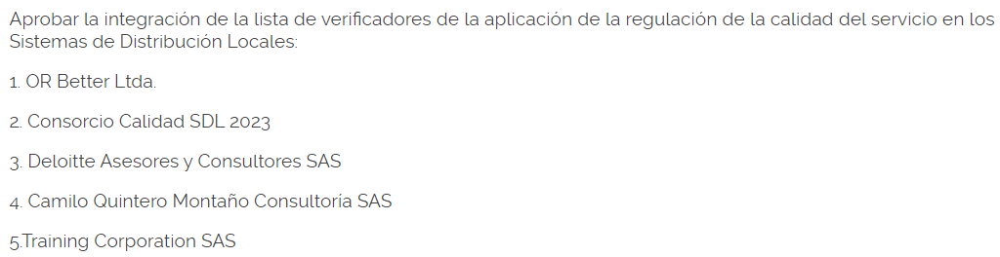 Aprobar la integración de la lista de verificadores de la aplicación de la regulación de la calidad del servicio en los
Sistemas de Distribución Locales:
1. OR Better Ltda.
2. Consorcio Calidad SDL 2023
3. Deloitte Asesores y Consultores SAS
4. Camilo Quintero Montaño Consultoría SAS
5.Training Corporation SAS